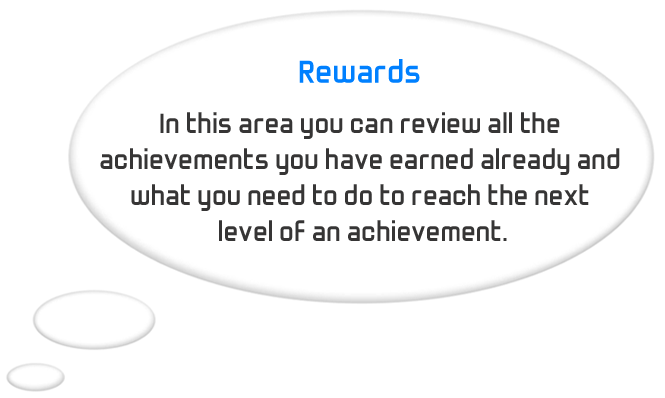 Rewards
In this area you can review all the
achievements you have earned already and
what you need to do to reach the next
level of an achievement.